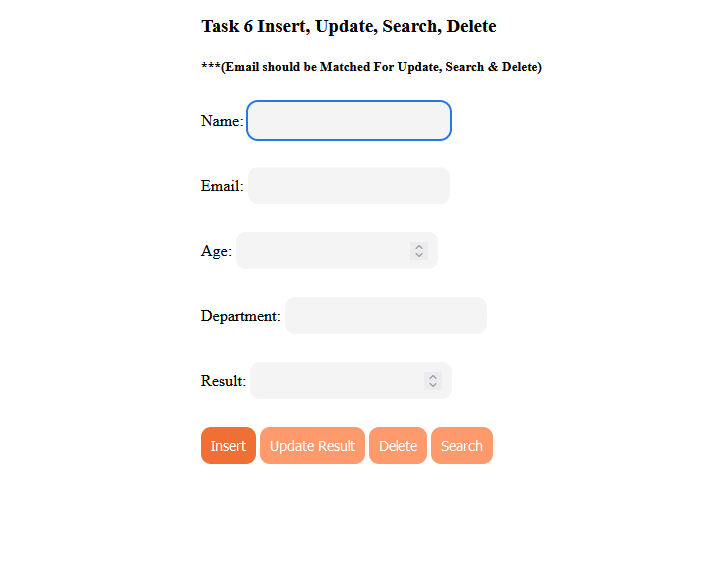 Task 6 Insert, Update, Search, Delete
***(Email should be Matched For Update, Search & Delete)
Name:
Email:
Age:
Department:
Result:
Insert Update Result Delete Search